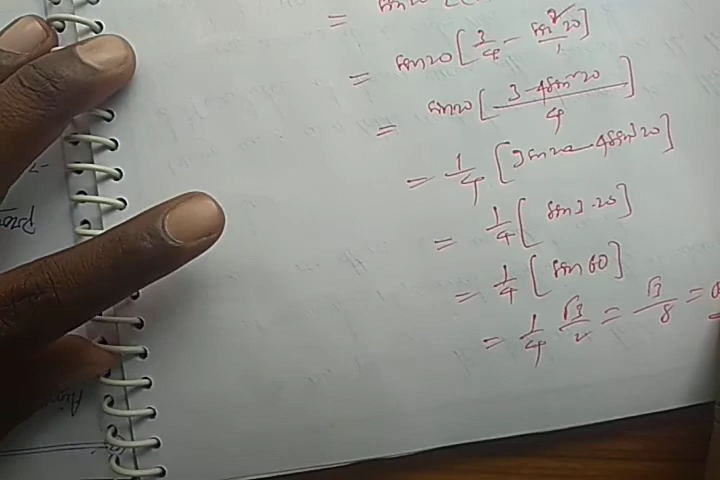 = sin20
= sin20 [3/4 - sin²20/1]
= sin20 [3-4sin²20/4]
= 1/4 [3sin20-4sin³20]
= 1/4 [sin3.20]
= 1/4 [sin60]
= 1/4 √3/2 = √3/8 =